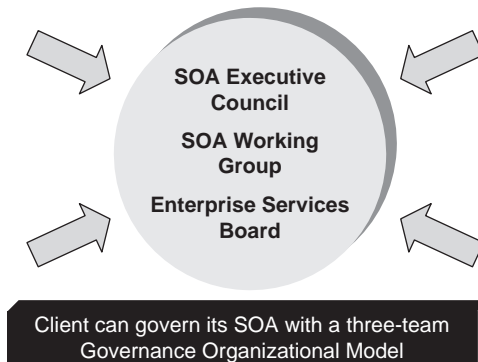 SOA Executive
Council
SOA Working
Group
Enterprise Services
Board
Client can govern its SOA with a three-team
Governance Organizational Model